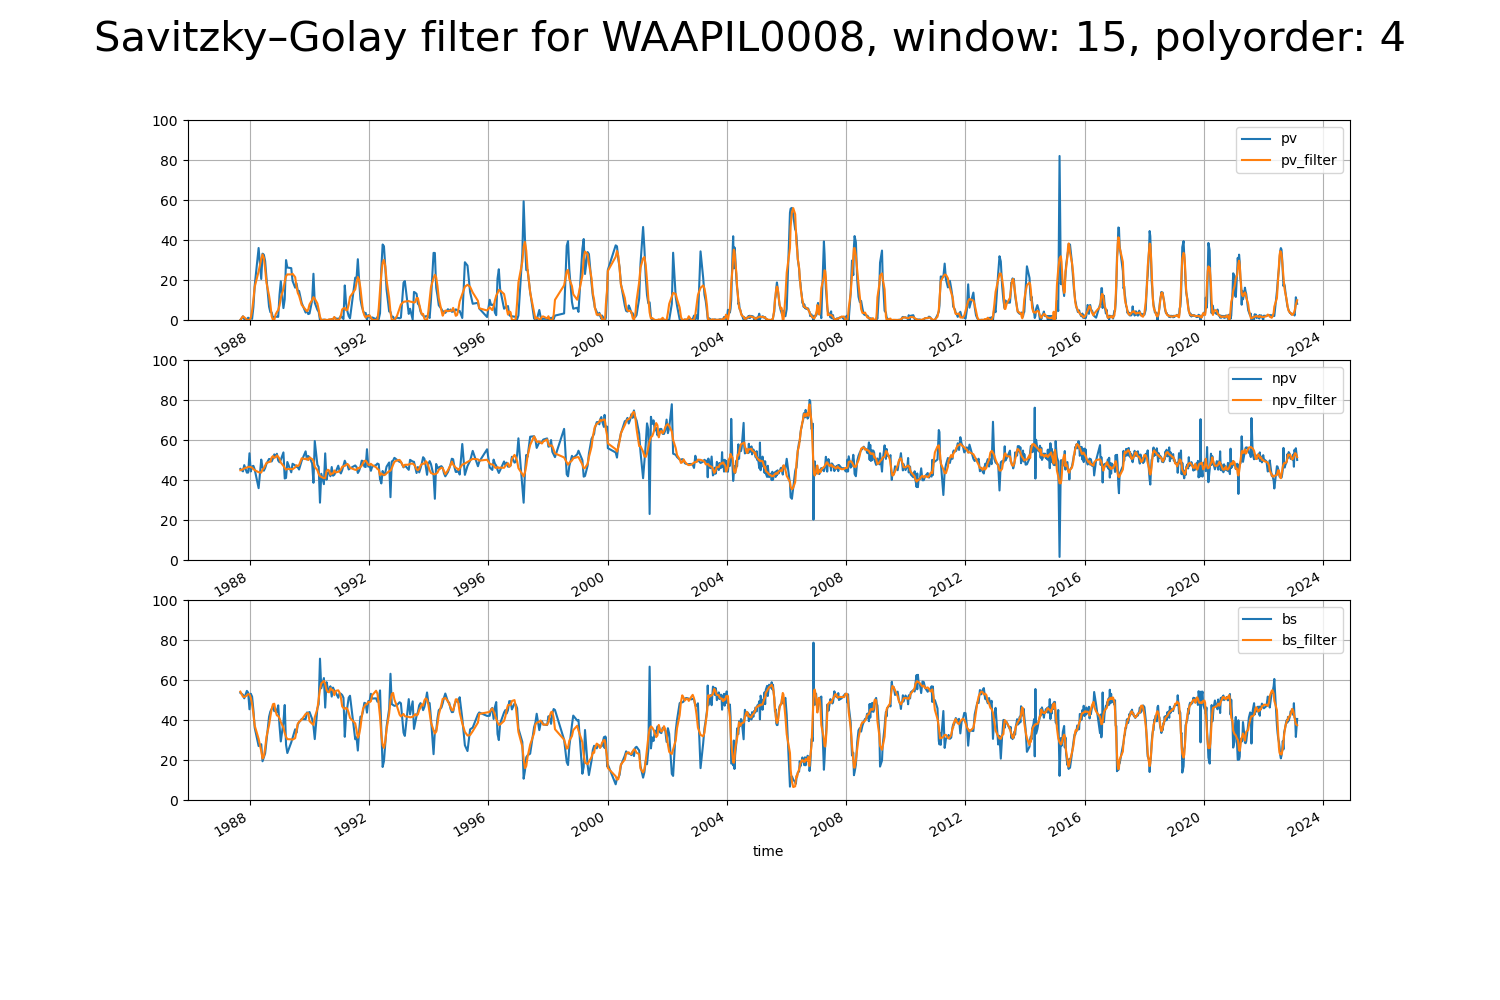 Savitzky–Golay filter for WAAPIL0008, window: 15, polyorder: 4
100
80
60
40
20
0
pv
pv_filter
1988 1992 1996 2000 2004 2008 2012 2016 2020 2024
100
80
60
40
20
0
npv
npv_filter
1988 1992 1996 2000 2004 2008 2012 2016 2020 2024
100
80
60
40
20
0
bs
bs_filter
1988 1992 1996 2000 2004 2008 2012 2016 2020 2024
time